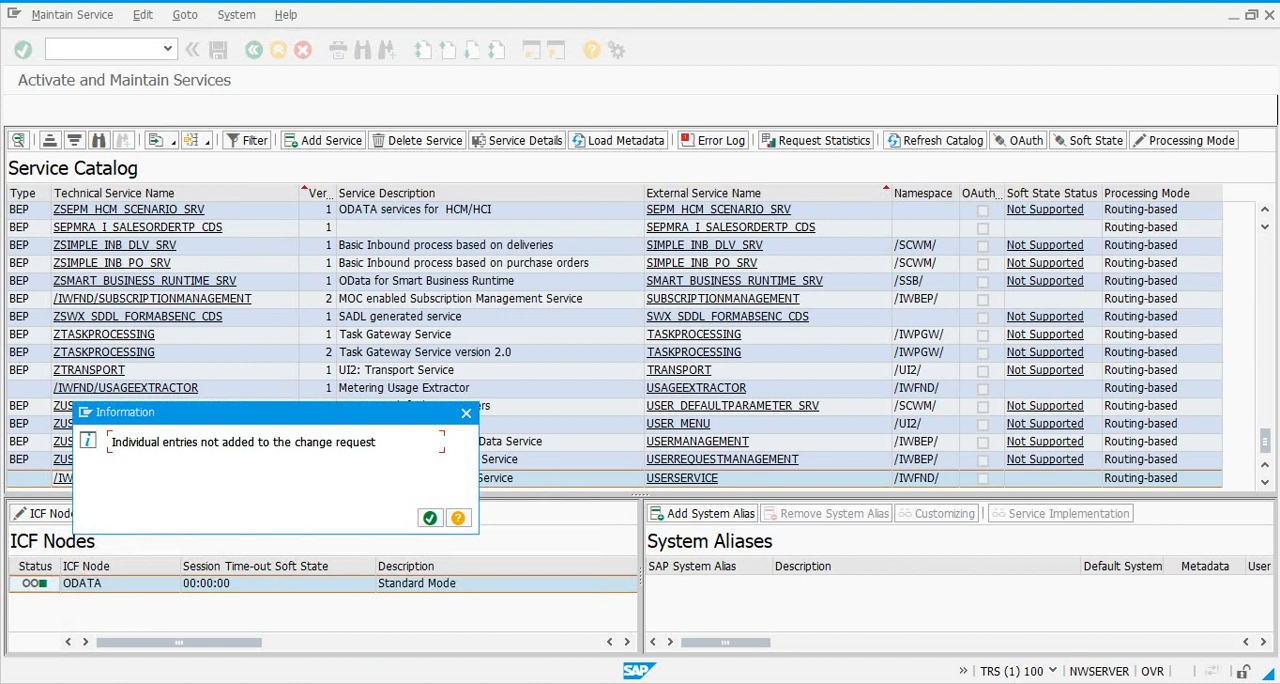 Maintain Service Edit Goto System Help
Activate and Maintain Services
Filter Add Service Delete Service Service Details Load Metadata Error Log Request Statistics Refresh Catalog OAuth Soft State Processing Mode
Service Catalog
Type Technical Service Name Ver... Service Description External Service Name Namespace OAuth... Soft State Status Processing Mode
BEP ZSEPM_HCM_SCENARIO_SRV 1 ODATA services for HCM/HCI SEPM_HCM_SCENARIO_SRV Not Supported Routing-based
BEP SEPMRA_I_SALESORDERTP_CDS 1 SEPMRA_I_SALESORDERTP_CDS Routing-based
BEP ZSIMPLE_INB_DLV_SRV 1 Basic Inbound process based on deliveries SIMPLE_INB_DLV_SRV /SCWM/ Not Supported Routing-based
BEP ZSIMPLE_INB_PO_SRV 1 Basic Inbound process based on purchase orders SIMPLE_INB_PO_SRV /SCWM/ Not Supported Routing-based
BEP ZSMART_BUSINESS_RUNTIME_SRV 1 OData for Smart Business Runtime SMART_BUSINESS_RUNTIME_SRV /SSB/ Not Supported Routing-based
BEP /IWFND/SUBSCRIPTIONMANAGEMENT 2 MOC enabled Subscription Management Service SUBSCRIPTIONMANAGEMENT /IWBEP/ Routing-based
BEP ZSWX_SDDL_FORMABSENC_CDS 1 SADL generated service SWX_SDDL_FORMABSENC_CDS Not Supported Routing-based
BEP ZTASKPROCESSING 1 Task Gateway Service TASKPROCESSING /IWPGW/ Not Supported Routing-based
BEP ZTASKPROCESSING 2 Task Gateway Service version 2.0 TASKPROCESSING /IWPGW/ Not Supported Routing-based
BEP ZTRANSPORT 1 UI2: Transport Service TRANSPORT /UI2/ Not Supported Routing-based
/IWFND/USAGEEXTRACTOR 1 Metering Usage Extractor USAGEEXTRACTOR /IWFND/ Routing-based
BEP USER_DEFAULTPARAMETER_SRV /SCWM/ Not Supported Routing-based
BEP USER_MENU /UI2/ Not Supported Routing-based
BEP Data Service USERMANAGEMENT /IWBEP/ Not Supported Routing-based
BEP Service USERREQUESTMANAGEMENT /IWBEP/ Not Supported Routing-based
Service USERSERVICE /IWFND/ Routing-based
Information
Individual entries not added to the change request
ICF Node
ICF Nodes
Status ICF Node Session Time-out Soft State Description
ODATA 00:00:00 Standard Mode
Add System Alias Remove System Alias Customizing Service Implementation
System Aliases
SAP System Alias Description Default System Metadata User
SAP TRS (1) 100 NWSERVER OVR